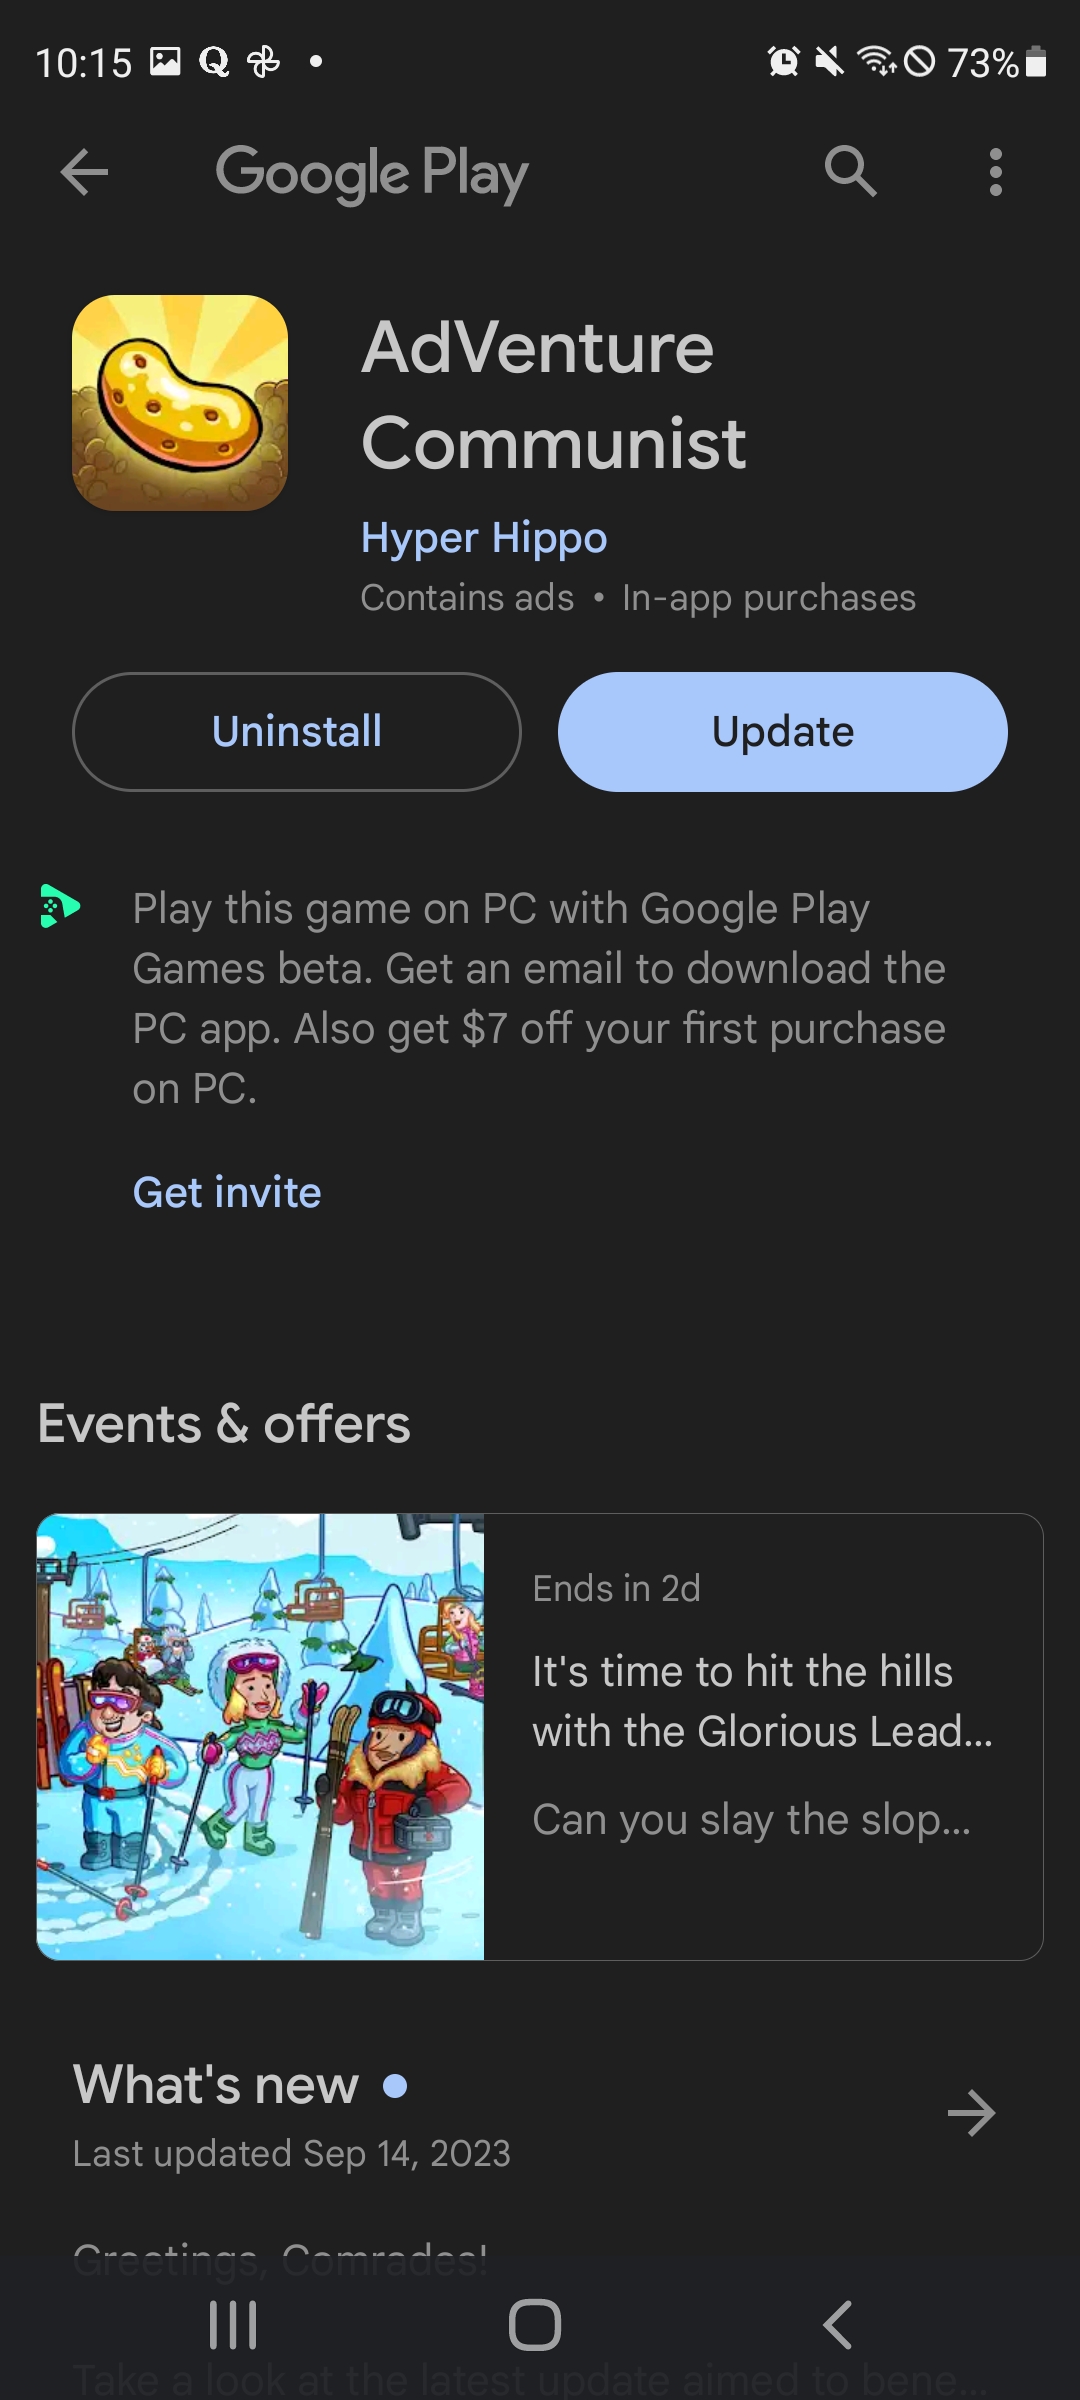 10:15
73%
Google Play
AdVenture
Communist
Hyper Hippo
Contains ads • In-app purchases
Uninstall
Update
Play this game on PC with Google Play
Games beta. Get an email to download the
PC app. Also get $7 off your first purchase
on PC.
Get invite
Events & offers
Ends in 2d
It's time to hit the hills
with the Glorious Lead...
Can you slay the slop...
What's new
Last updated Sep 14, 2023
Greetings, Comrades!
Take a look at the latest update aimed to bene...